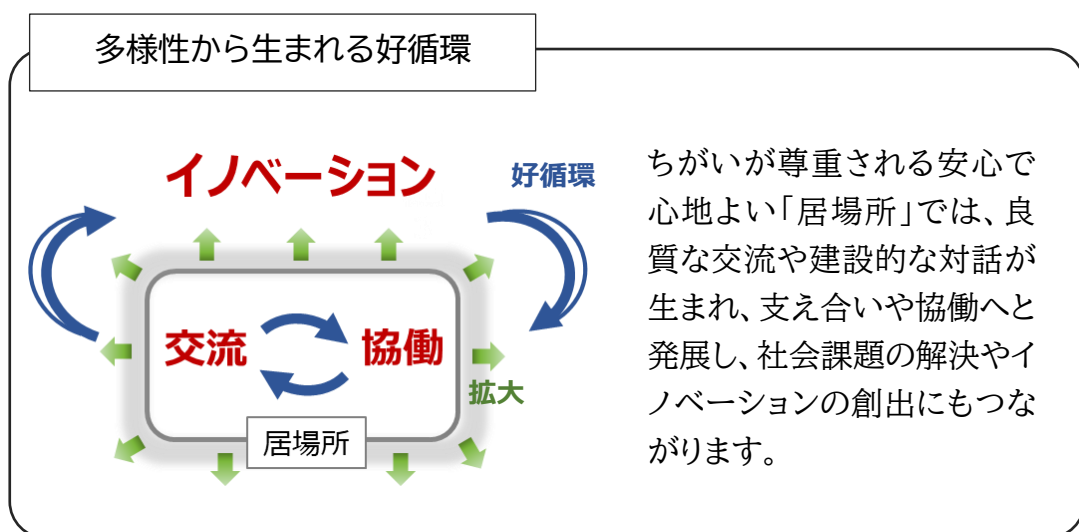 多様性から生まれる好循環
イノベーション
好循環
交流
協働
拡大
居場所
ちがいが尊重される安心で
心地よい「居場所」では、良
質な交流や建設的な対話が
生まれ、支え合いや協働へと
発展し、社会課題の解決やイ
ノベーションの創出にもつな
がります。